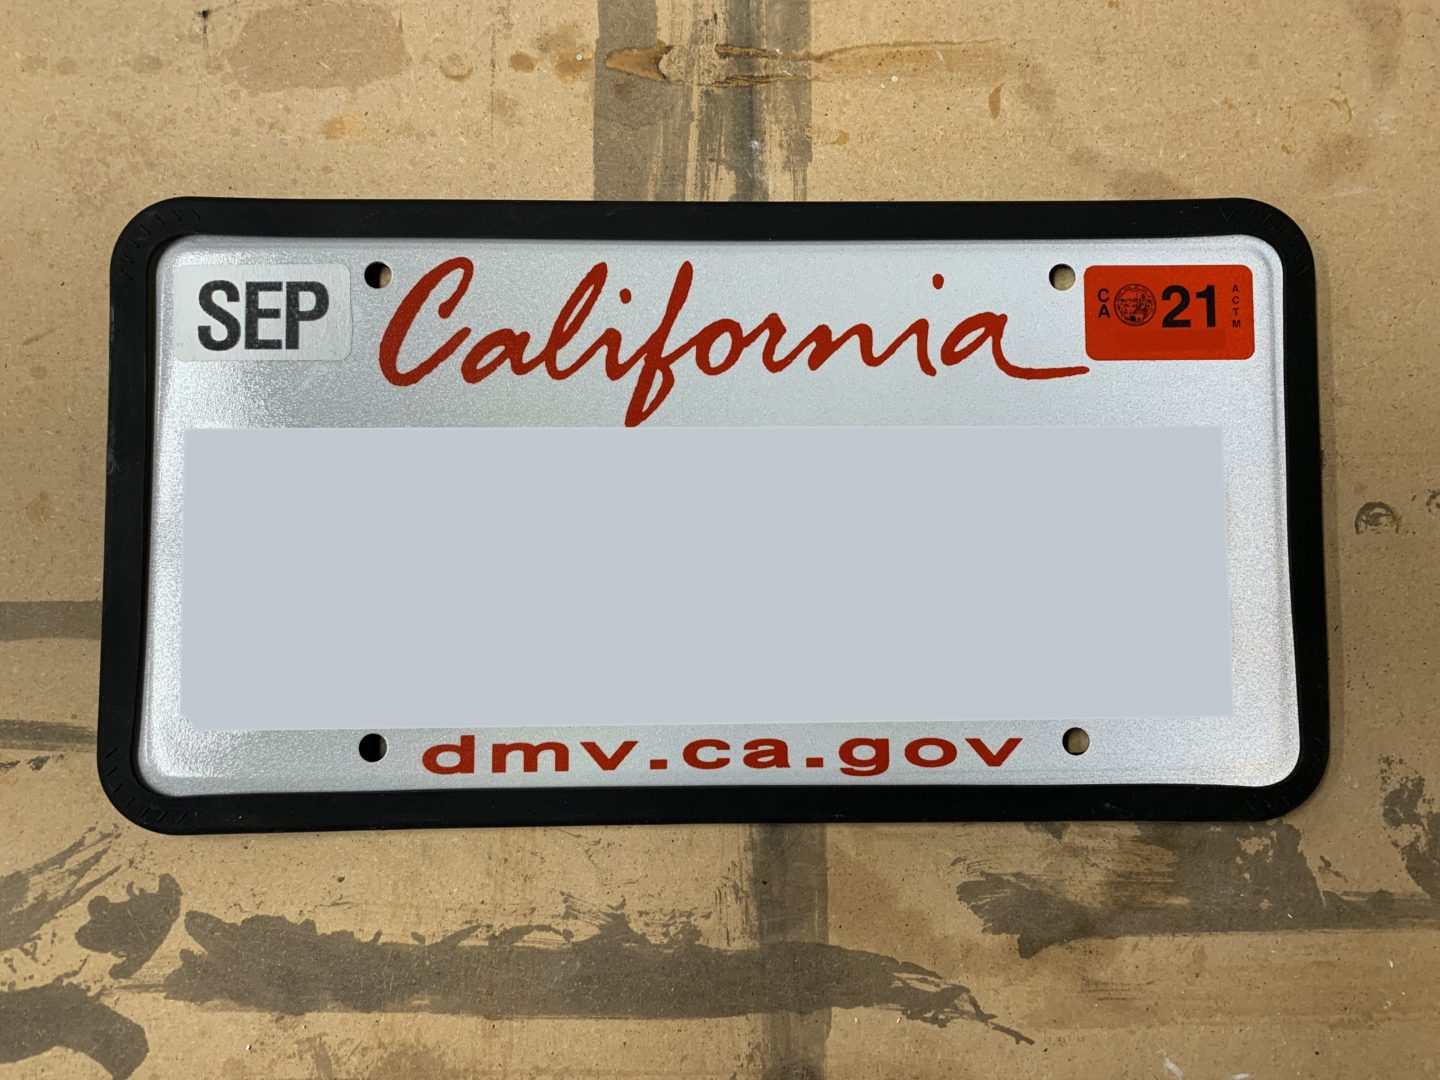 SEP
California
CA 21 ACTM
dmv.ca.gov